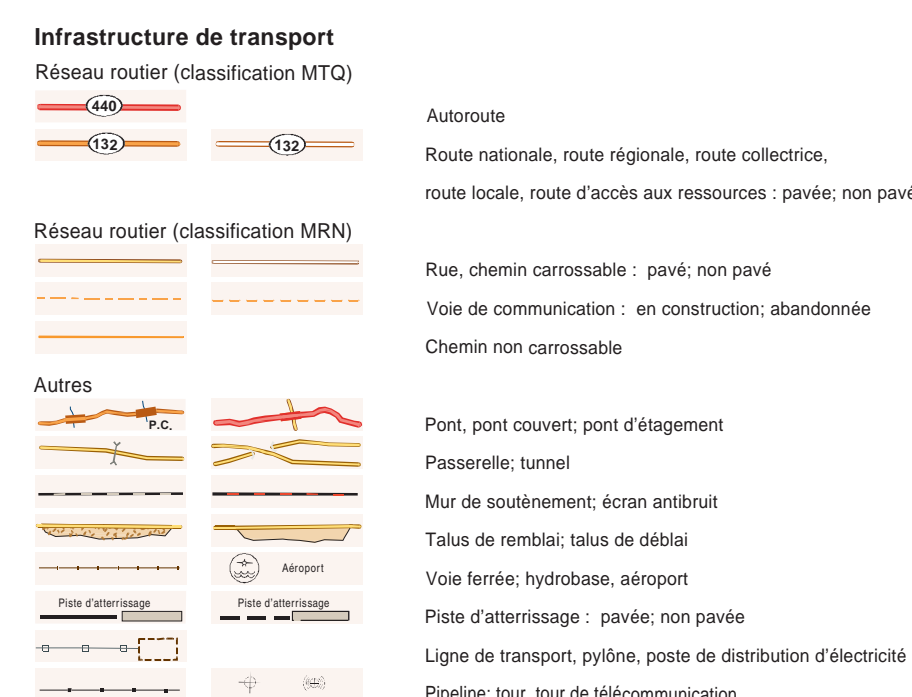 Infrastructure de transport
Réseau routier (classification MTQ)
440
Autoroute
132 132
Route nationale, route régionale, route collectrice,
route locale, route d'accès aux ressources : pavée; non pavé
Réseau routier (classification MRN)
Rue, chemin carrossable : pavé; non pavé
Voie de communication : en construction; abandonnée
Chemin non carrossable
Autres
P.C.
Pont, pont couvert; pont d'étagement
Passerelle; tunnel
Mur de soutènement; écran antibruit
Talus de remblai; talus de déblai
Aéroport
Voie ferrée; hydrobase, aéroport
Piste d'atterrissage Piste d'atterrissage
Piste d'atterrissage : pavée; non pavée
Ligne de transport, pylône, poste de distribution d'électricité
Pipeline; tour, tour de télécommunication